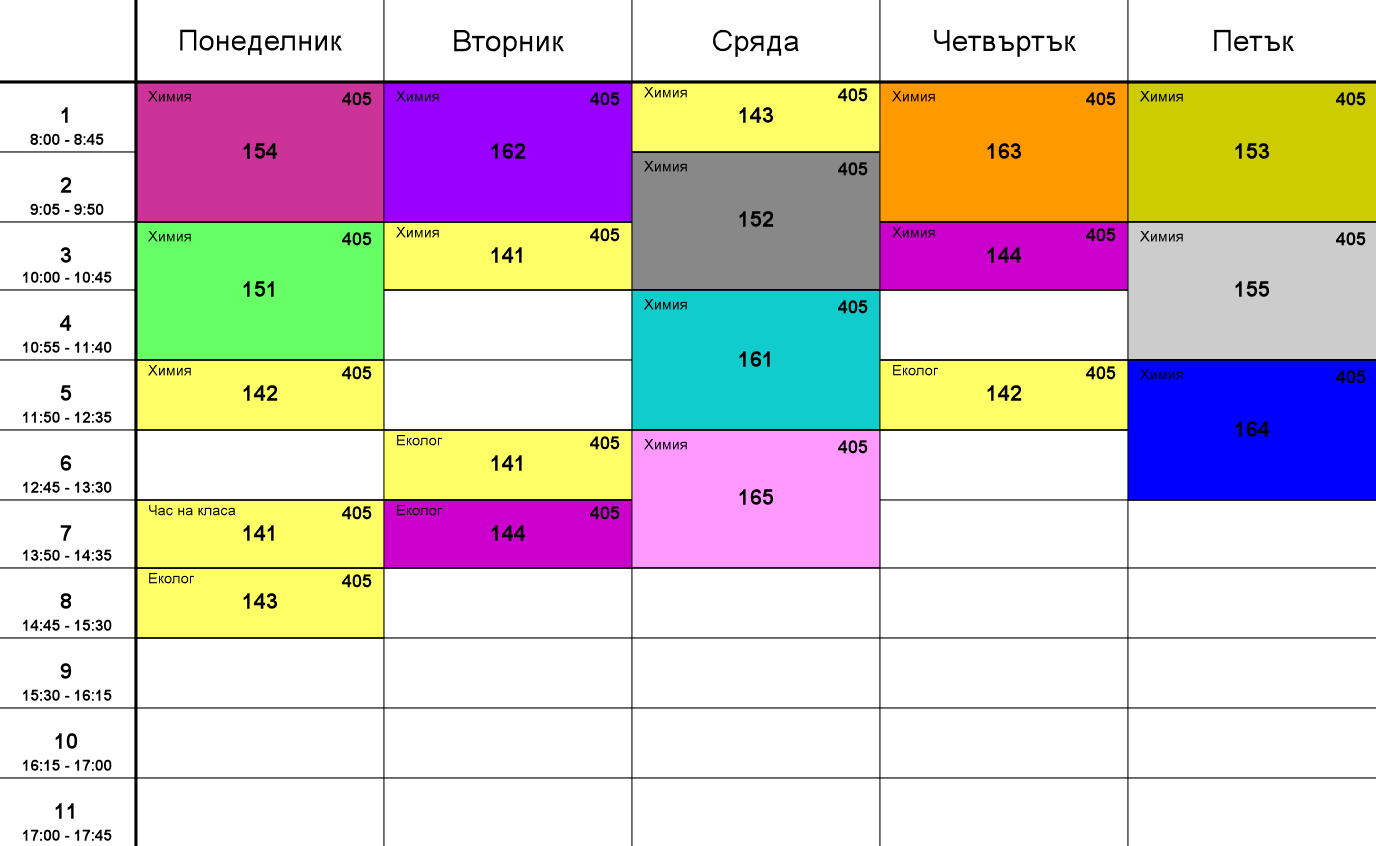 Понеделник Вторник Сряда Четвъртък Петък
Химия 405 Химия 405 Химия 405 Химия 405 Химия 405
1 143
8:00 - 8:45
154 162 163 153
Химия 405
2
9:05 - 9:50
152
Химия 405 Химия 405 Химия 405 Химия 405
3 141 144
10:00 - 10:45
151 155
Химия 405
4
10:55 - 11:40
161
Химия 405 Еколог 405 Химия 405
5 142 142
11:50 - 12:35
164
Еколог 405 Химия 405
6 141
12:45 - 13:30
165
Час на класа 405 Еколог 405
7 141 144
13:50 - 14:35
Еколог 405
8 143
14:45 - 15:30
9
15:30 - 16:15
10
16:15 - 17:00
11
17:00 - 17:45